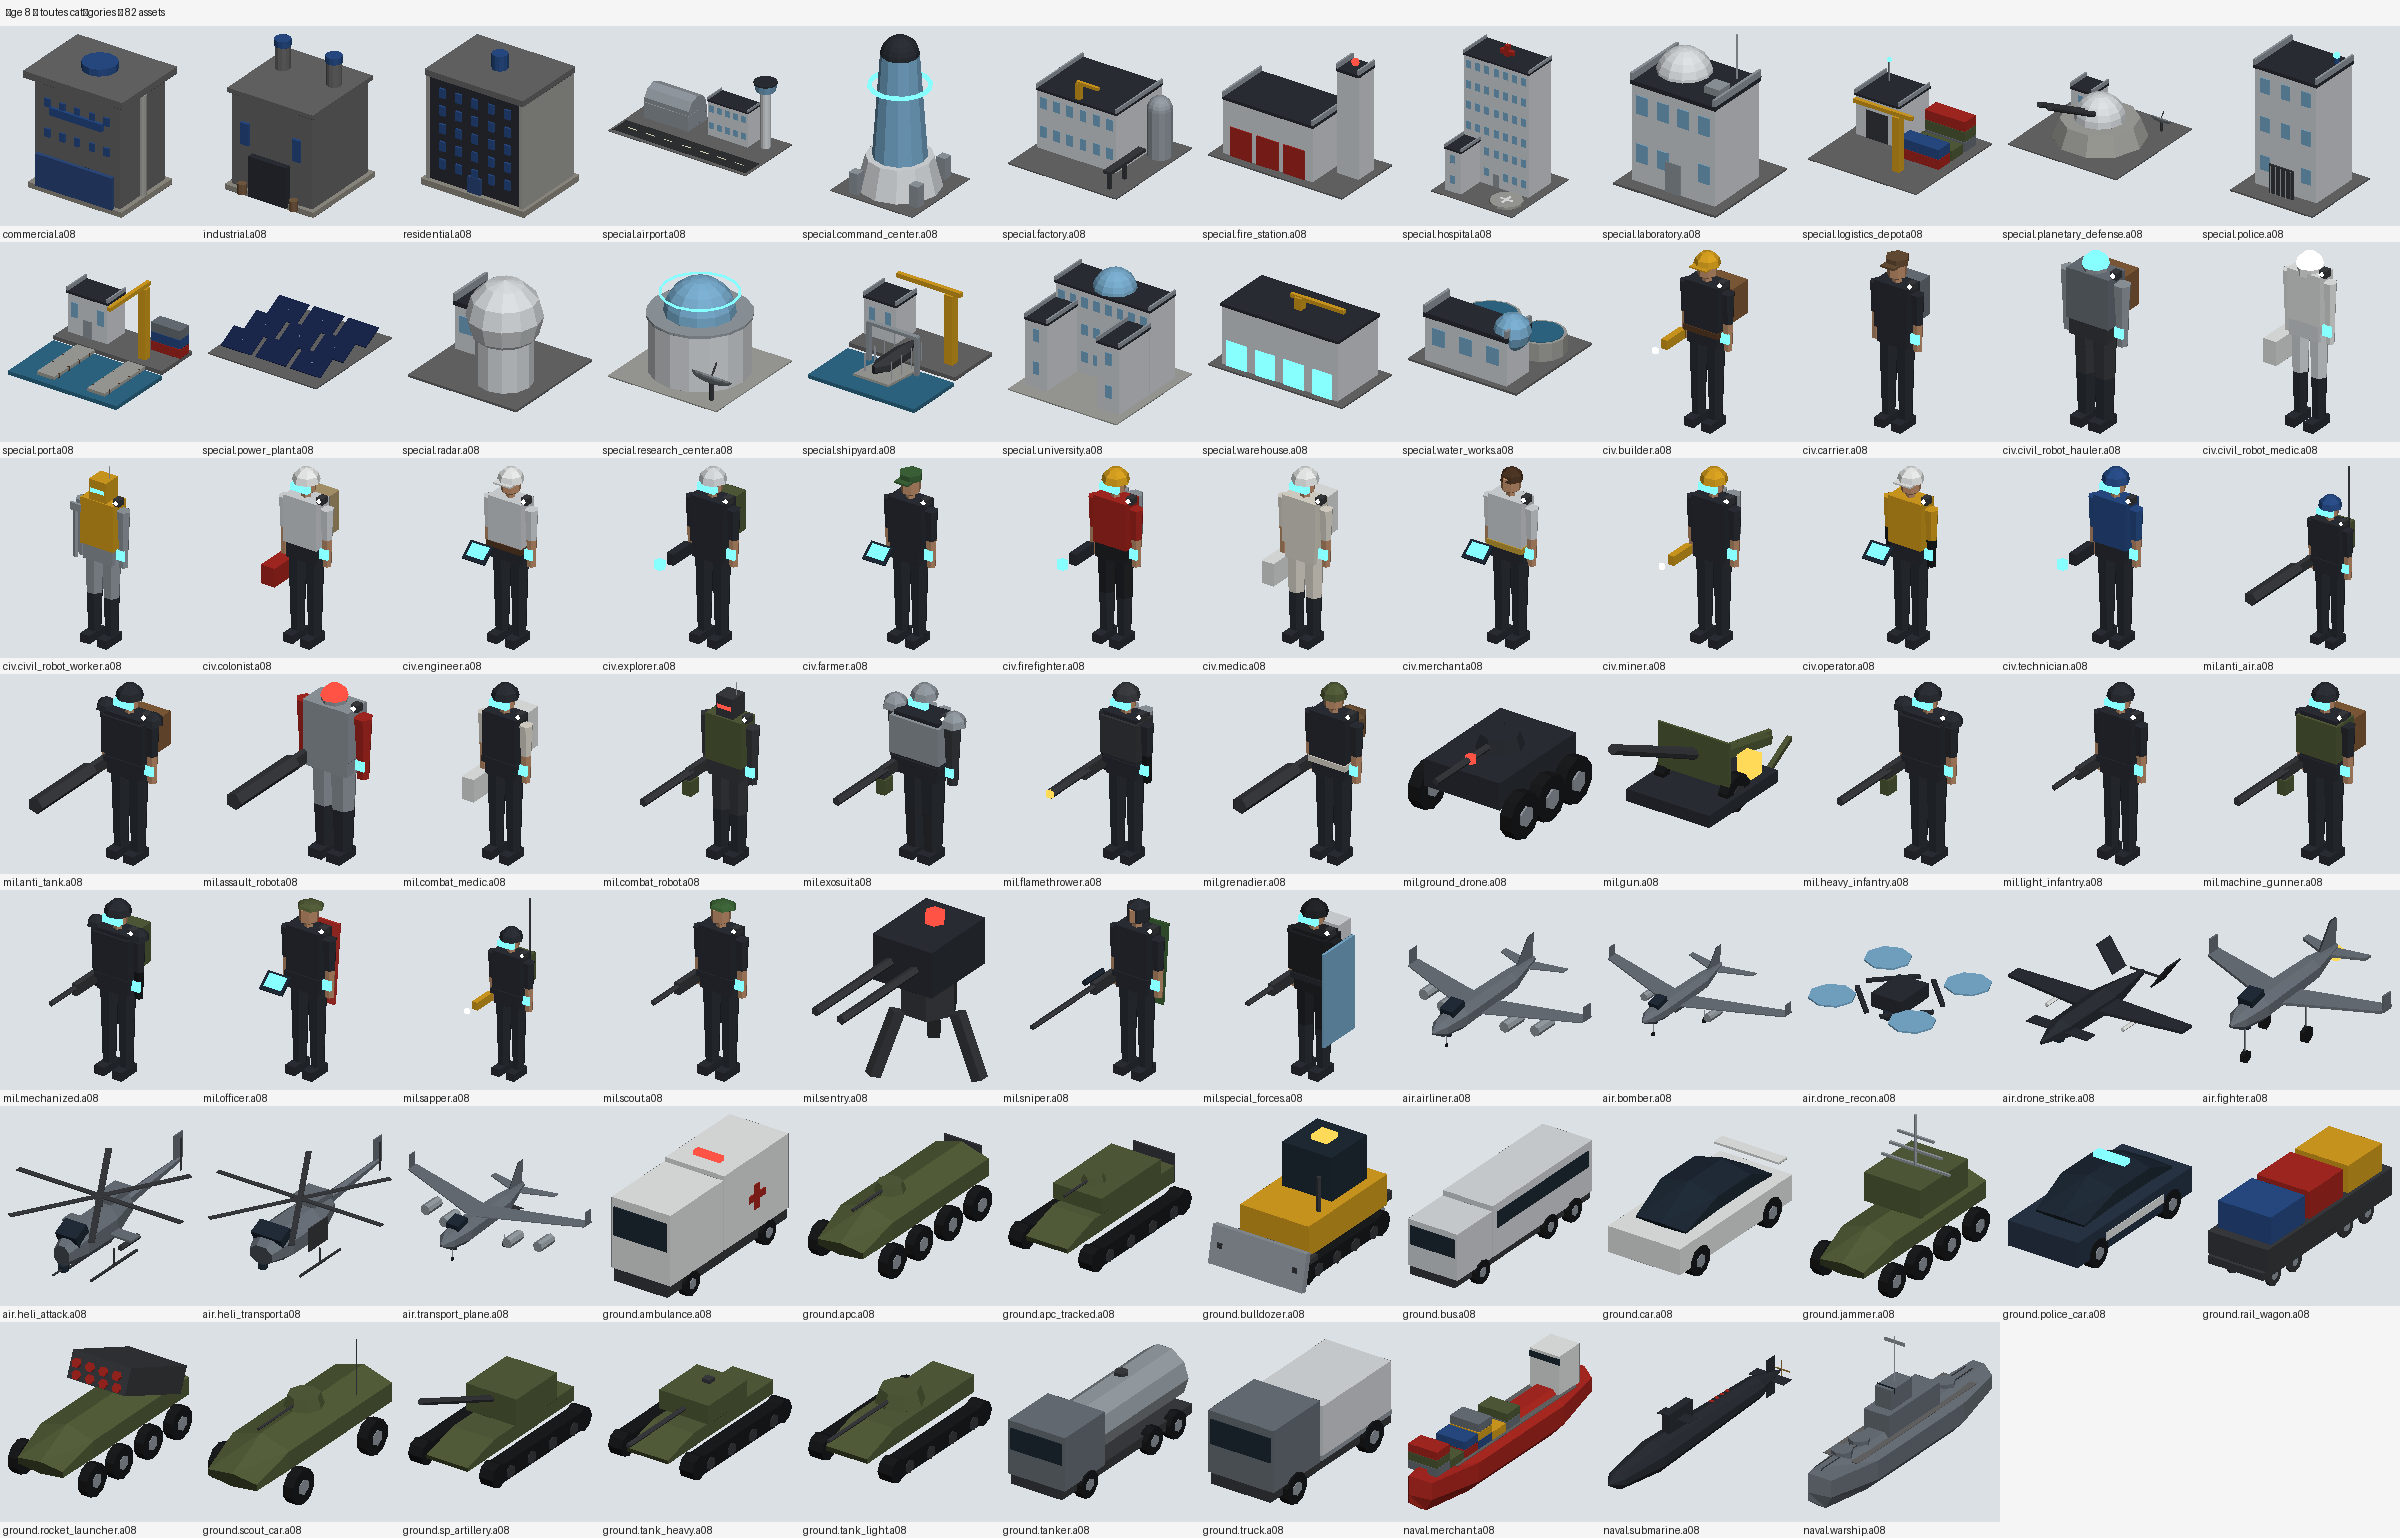 ge 8 toutes cat gories 82 assets
commercial.a08 industrial.a08 residential.a08 special.airport.a08 special.command_center.a08 special.factory.a08 special.fire_station.a08 special.hospital.a08 special.laboratory.a08 special.logistics_depot.a08 special.planetary_defense.a08 special.police.a08
special.port.a08 special.power_plant.a08 special.radar.a08 special.research_center.a08 special.shipyard.a08 special.university.a08 special.warehouse.a08 special.water_works.a08 civ.builder.a08 civ.carrier.a08 civ.civil_robot_hauler.a08 civ.civil_robot_medic.a08
civ.civil_robot_worker.a08 civ.colonist.a08 civ.engineer.a08 civ.explorer.a08 civ.farmer.a08 civ.firefighter.a08 civ.medic.a08 civ.merchant.a08 civ.miner.a08 civ.operator.a08 civ.technician.a08 mil.anti_air.a08
mil.anti_tank.a08 mil.assault_robot.a08 mil.combat_medic.a08 mil.combat_robot.a08 mil.exosuit.a08 mil.flamethrower.a08 mil.grenadier.a08 mil.ground_drone.a08 mil.gun.a08 mil.heavy_infantry.a08 mil.light_infantry.a08 mil.machine_gunner.a08
mil.mechanized.a08 mil.officer.a08 mil.sapper.a08 mil.scout.a08 mil.sentry.a08 mil.sniper.a08 mil.special_forces.a08 air.airliner.a08 air.bomber.a08 air.drone_recon.a08 air.drone_strike.a08 air.fighter.a08
air.heli_attack.a08 air.heli_transport.a08 air.transport_plane.a08 ground.ambulance.a08 ground.apc.a08 ground.apc_tracked.a08 ground.bulldozer.a08 ground.bus.a08 ground.car.a08 ground.jammer.a08 ground.police_car.a08 ground.rail_wagon.a08
ground.rocket_launcher.a08 ground.scout_car.a08 ground.sp_artillery.a08 ground.tank_heavy.a08 ground.tank_light.a08 ground.tanker.a08 ground.truck.a08 naval.merchant.a08 naval.submarine.a08 naval.warship.a08